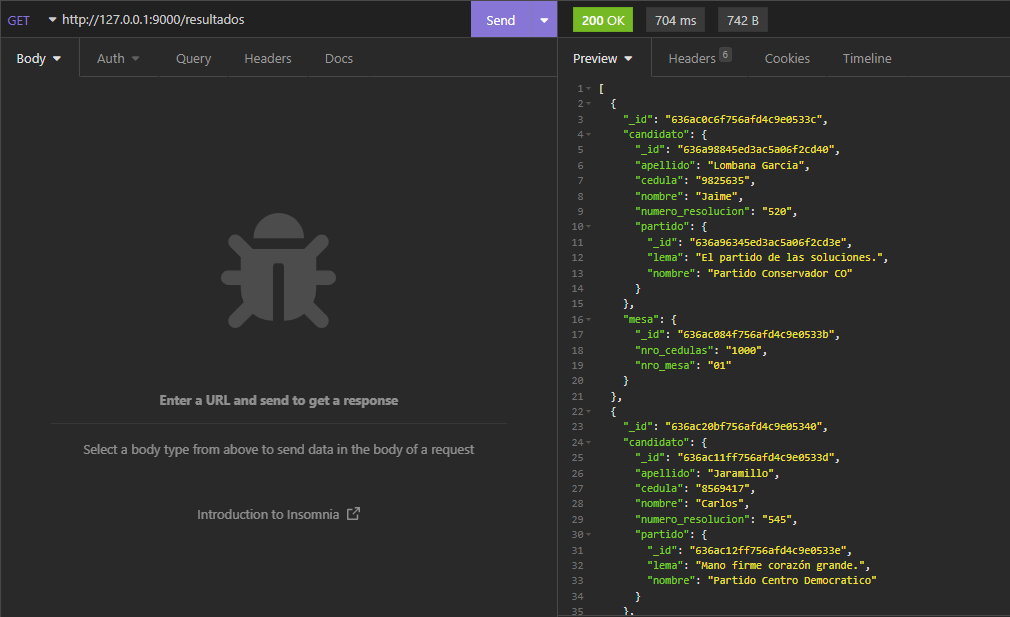 GET http://127.0.0.1:9000/resultados Send 200 OK 704 ms 742 B
Body Auth Query Headers Docs
Enter a URL and send to get a response
Select a body type from above to send data in the body of a request
Introduction to Insomnia
Preview Headers 6 Cookies Timeline
1 [
2 {
3 "_id": "636ac0c6f756afd4c9e0533c",
4 "candidato": {
5 "_id": "636a98845ed3ac5a06f2cd40",
6 "apellido": "Lombana Garcia",
7 "cedula": "9825635",
8 "nombre": "Jaime",
9 "numero_resolucion": "520",
10 "partido": {
11 "_id": "636a96345ed3ac5a06f2cd3e",
12 "lema": "El partido de las soluciones.",
13 "nombre": "Partido Conservador CO"
14 }
15 },
16 "mesa": {
17 "_id": "636ac084f756afd4c9e0533b",
18 "nro_cedulas": "1000",
19 "nro_mesa": "01"
20 }
21 },
22 {
23 "_id": "636ac20bf756afd4c9e05340",
24 "candidato": {
25 "_id": "636ac11ff756afd4c9e0533d",
26 "apellido": "Jaramillo",
27 "cedula": "8569417",
28 "nombre": "Carlos",
29 "numero_resolucion": "545",
30 "partido": {
31 "_id": "636ac12ff756afd4c9e0533e",
32 "lema": "Mano firme corazón grande.",
33 "nombre": "Partido Centro Democratico"
34 }
35 },